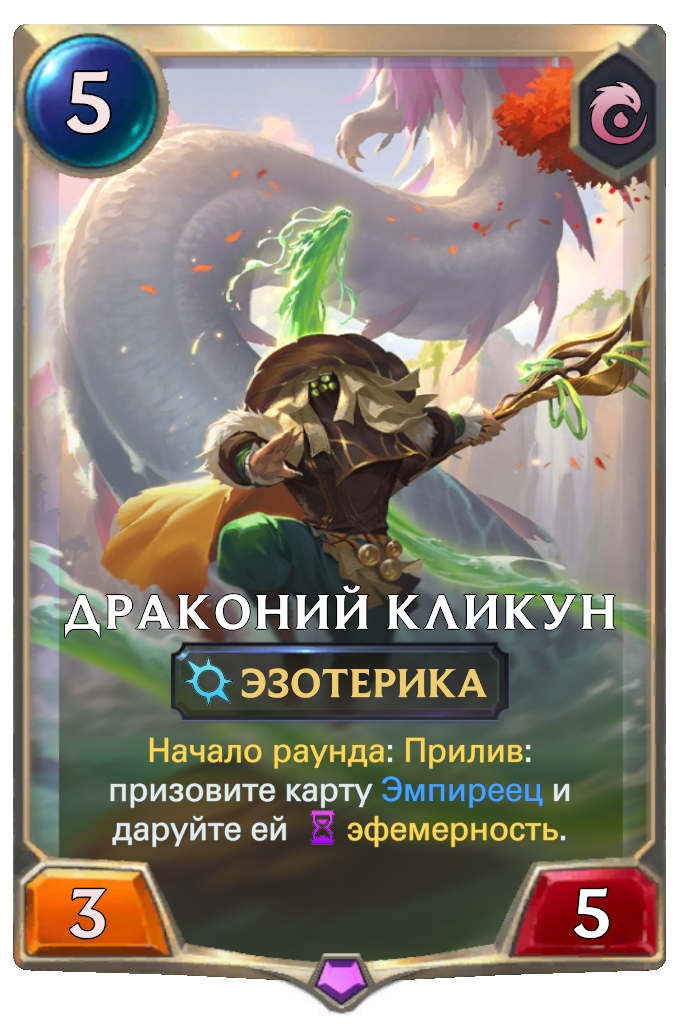 5
ДРАКОНИЙ КЛИКУН
ЭЗОТЕРИКА
Начало раунда: Прилив:
призовите карту Эмпиреец и
даруйте ей эфемерность.
3
5